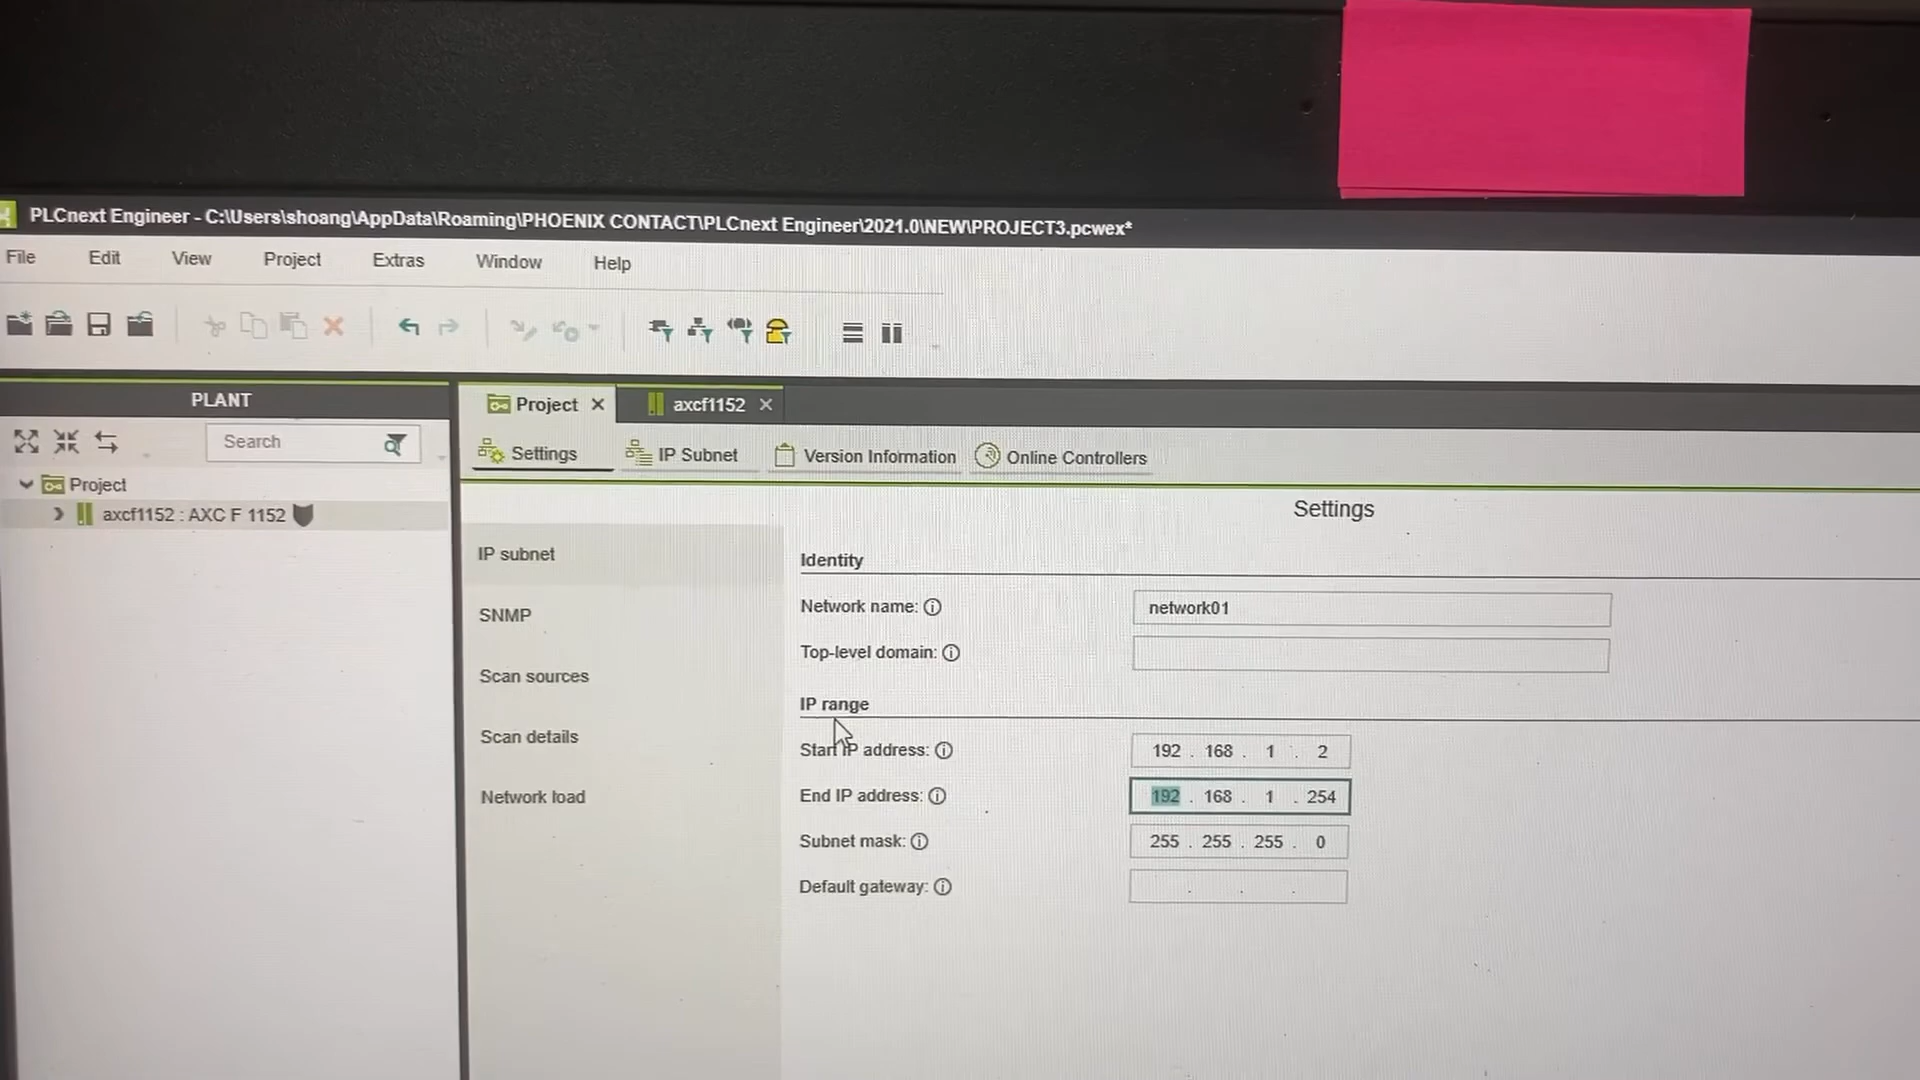 PLCnext Engineer - C:\Users\shoang\AppData\Roaming\PHOENIX CONTACT\PLCnext Engineer\2021.0\NEW\PROJECT3.pcwex*
File Edit View Project Extras Window Help
PLANT
Search
Project
axcf1152 : AXC F 1152
Project axcf1152
Settings IP Subnet Version Information Online Controllers
Settings
IP subnet
SNMP
Scan sources
Scan details
Network load
Identity
Network name: network01
Top-level domain:
IP range
Start IP address: 192 . 168 . 1 . 2
End IP address: 192 . 168 . 1 . 254
Subnet mask: 255 . 255 . 255 . 0
Default gateway: . . .